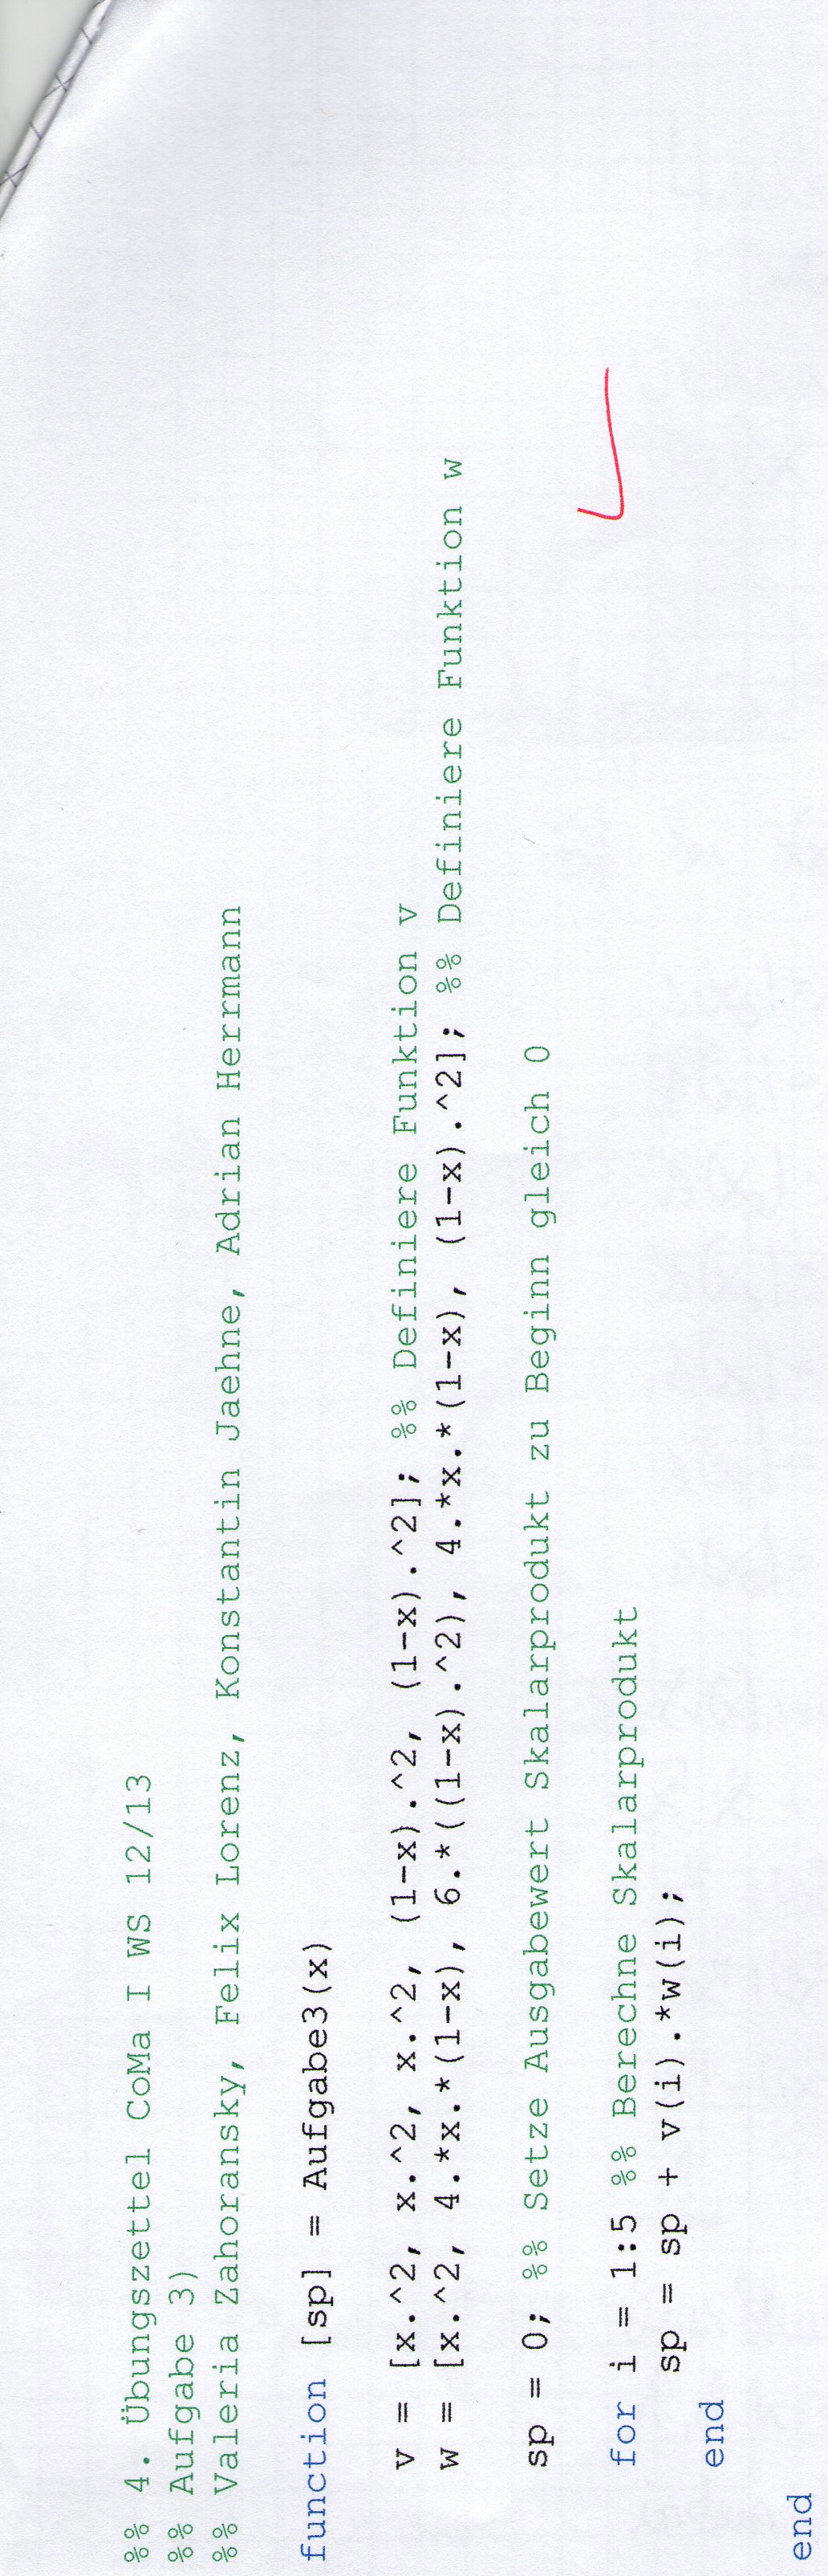 %% 4. Übungszettel CoMa I WS 12/13
%% Aufgabe 3)
%% Valeria Zahoransky, Felix Lorenz, Konstantin Jaehne, Adrian Herrmann
function [sp] = Aufgabe3(x)
v = [x.^2, x.^2, x.^2, (1-x).^2, (1-x).^2]; %% Definiere Funktion v
w = [x.^2, 4.*x.*(1-x), 6.*((1-x).^2), 4.*x.*(1-x), (1-x).^2]; %% Definiere Funktion w
sp = 0; %% Setze Ausgabewert Skalarprodukt zu Beginn gleich 0
for i = 1:5 %% Berechne Skalarprodukt
sp = sp + v(i).*w(i);
end
end